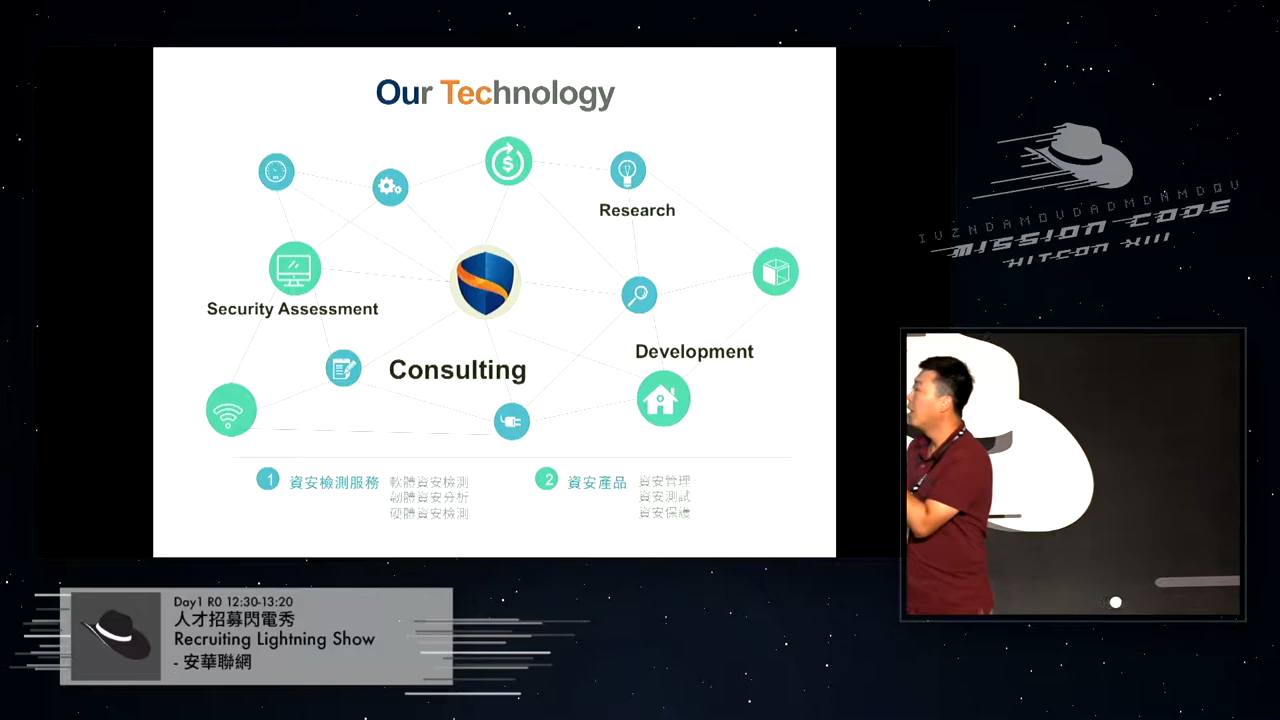 Our Technology
Research
Security Assessment
Development
Consulting
1 資安檢測服務 軟體資安檢測
韌體資安分析
硬體資安檢測
2 資安產品 資安管理
資安測試
資安保護
IVZNDAMOVDADMDNMDQV
MISSION CODE
HITCON XIII
Day1 R0 12:30-13:20
人才招募閃電秀
Recruiting Lightning Show
- 安華聯網